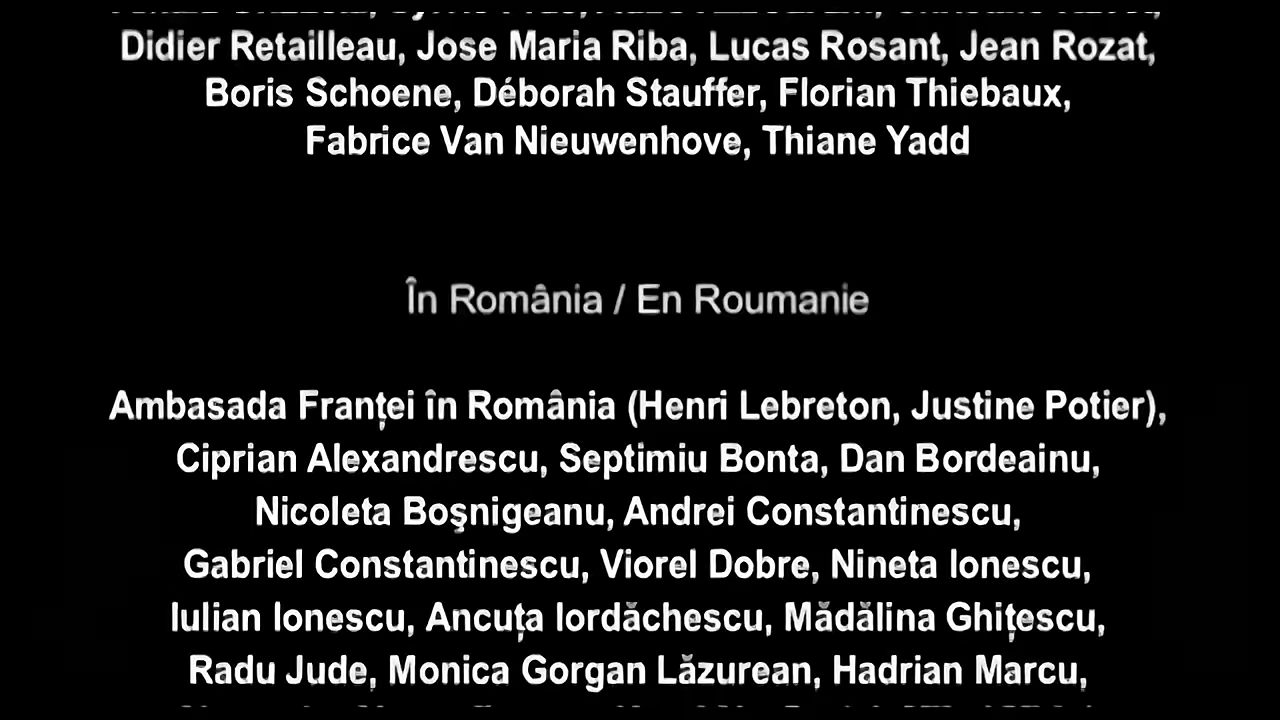 Didier Retailleau, Jose Maria Riba, Lucas Rosant, Jean Rozat,
Boris Schoene, Déborah Stauffer, Florian Thiebaux,
Fabrice Van Nieuwenhove, Thiane Yadd
În România / En Roumanie
Ambasada Franței în România (Henri Lebreton, Justine Potier),
Ciprian Alexandrescu, Septimiu Bonta, Dan Bordeainu,
Nicoleta Boşnigeanu, Andrei Constantinescu,
Gabriel Constantinescu, Viorel Dobre, Nineta Ionescu,
Iulian Ionescu, Ancuța Iordăchescu, Mădălina Ghițescu,
Radu Jude, Monica Gorgan Lăzurean, Hadrian Marcu,